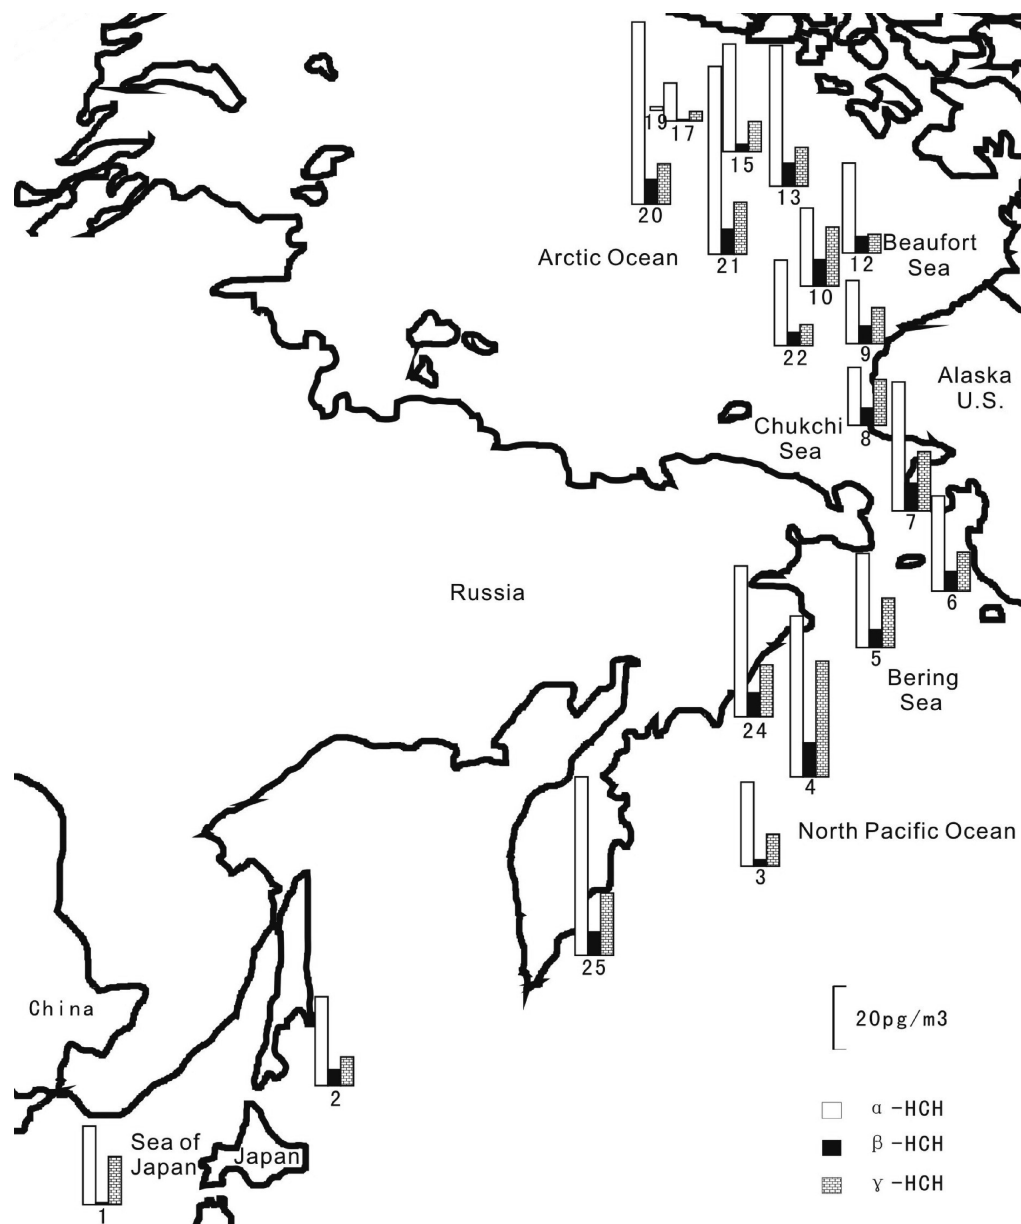 19
17
15
13
20
21
12
Beaufort
Sea
Arctic Ocean
10
22
9
Alaska
U.S.
8
Chukchi
Sea
7
6
Russia
5
Bering
Sea
24
4
North Pacific Ocean
3
25
China
20pg/m3
2
α-HCH
β-HCH
γ-HCH
Sea of
Japan
Japan
1